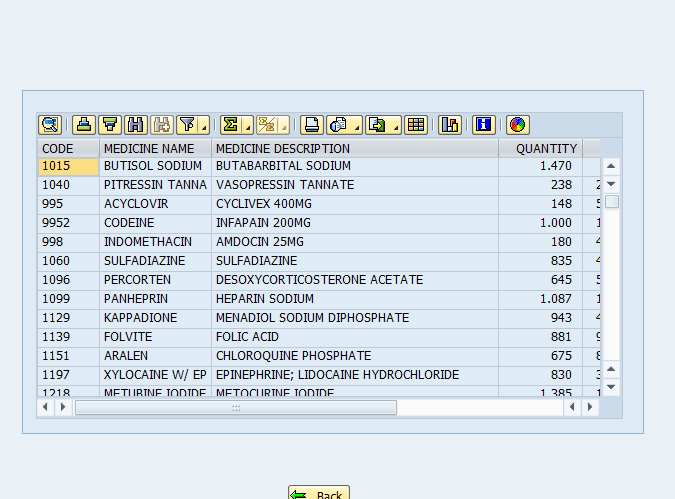 CODE MEDICINE NAME MEDICINE DESCRIPTION QUANTITY
1015 BUTISOL SODIUM BUTABARBITAL SODIUM 1.470
1040 PITRESSIN TANNA VASOPRESSIN TANNATE 238 2
995 ACYCLOVIR CYCLIVEX 400MG 148 5
9952 CODEINE INFAPAIN 200MG 1.000 1
998 INDOMETHACIN AMDOCIN 25MG 180 4
1060 SULFADIAZINE SULFADIAZINE 835 4
1096 PERCORTEN DESOXYCORTICOSTERONE ACETATE 645 5
1099 PANHEPRIN HEPARIN SODIUM 1.087 1
1129 KAPPADIONE MENADIOL SODIUM DIPHOSPHATE 943 4
1139 FOLVITE FOLIC ACID 881 9
1151 ARALEN CHLOROQUINE PHOSPHATE 675 8
1197 XYLOCAINE W/ EP EPINEPHRINE; LIDOCAINE HYDROCHLORIDE 830 3
1218 METUBINE IODIDE METOCURINE IODIDE 1.385 1
Back